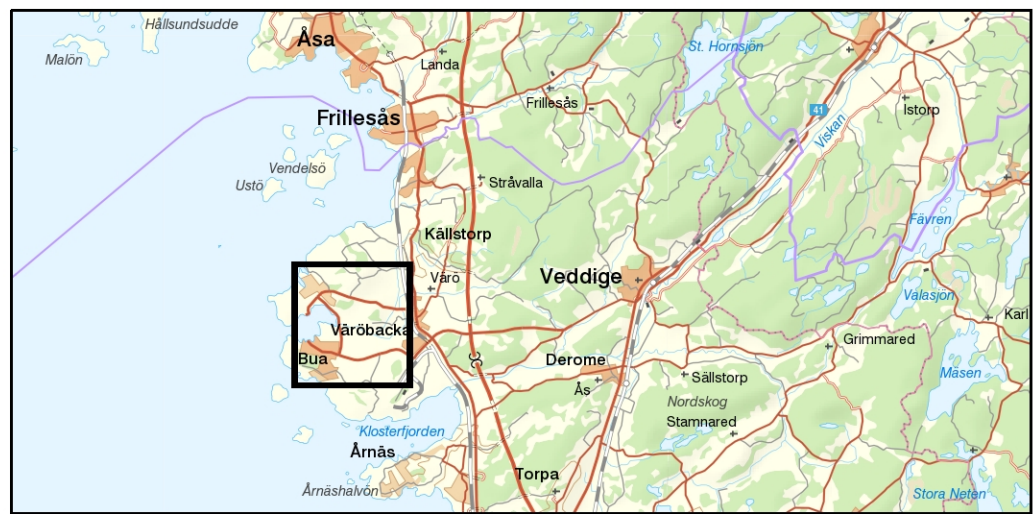 Hållsundsudde
Malön
Åsa
Landa
St. Hornsjön
Frillesås
Frillesås
41
Viskan
Istorp
Vendelsö
Ustö
Stråvalla
Källstorp
Fävren
Värö
Veddige
Valasjön
Karl
Väröbacka
Bua
Grimmared
Derome
Ås
Sällstorp
Mäsen
Nordskog
Stamnared
Klosterfjorden
Årnäs
Torpa
Årnäshalvön
Stora Neten